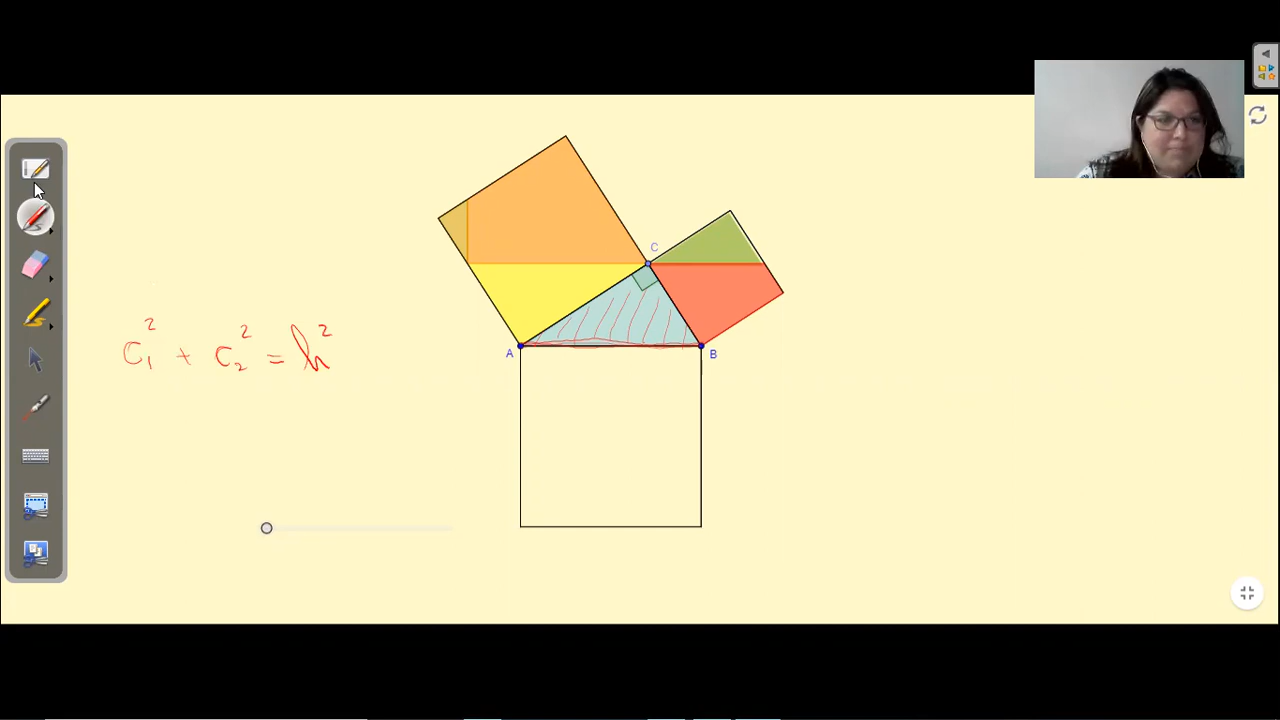 C
c₁² + c₂² = h²
A
B